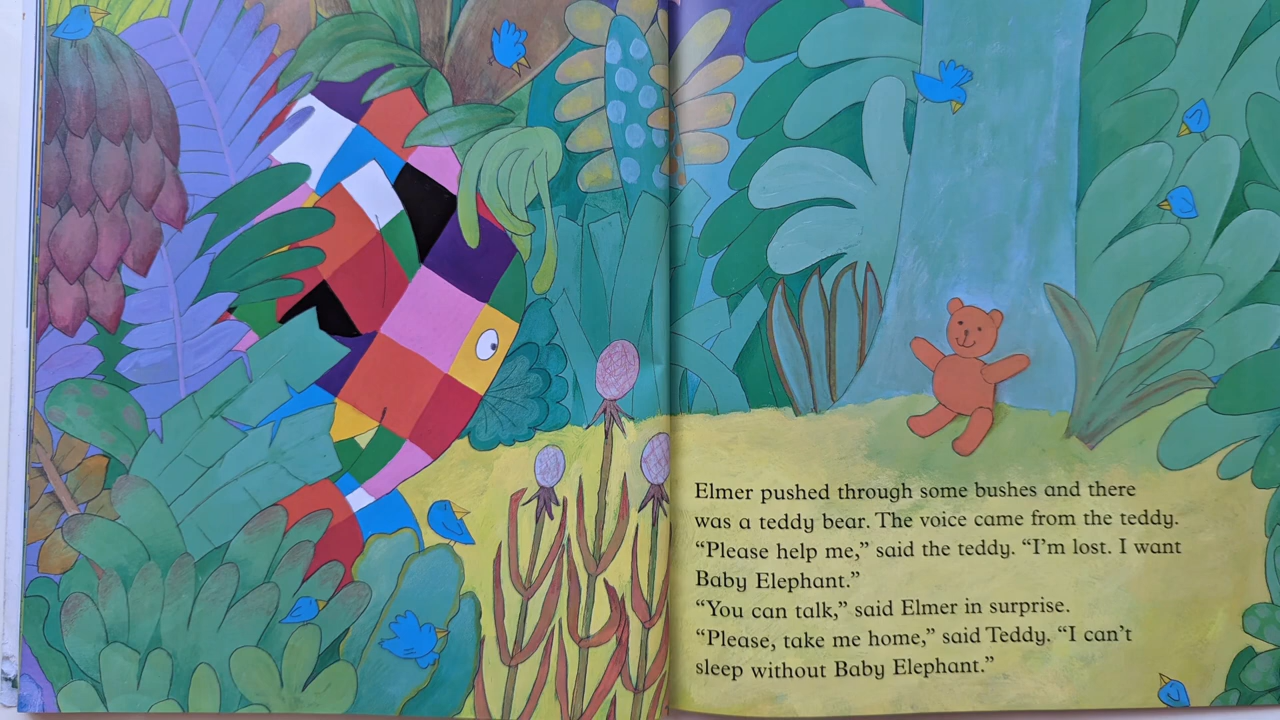 Elmer pushed through some bushes and there
was a teddy bear. The voice came from the teddy.
“Please help me,” said the teddy. “I’m lost. I want
Baby Elephant.”
“You can talk,” said Elmer in surprise.
“Please, take me home,” said Teddy. “I can’t
sleep without Baby Elephant.”